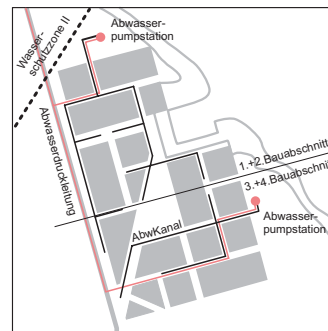 Wasser-
schutzzone II
Abwasser-
pumpstation
Abwasserdruckleitung
1.+2.Bauabschnitt
3.+4.Bauabschnitt
AbwKanal
Abwasser-
pumpstation